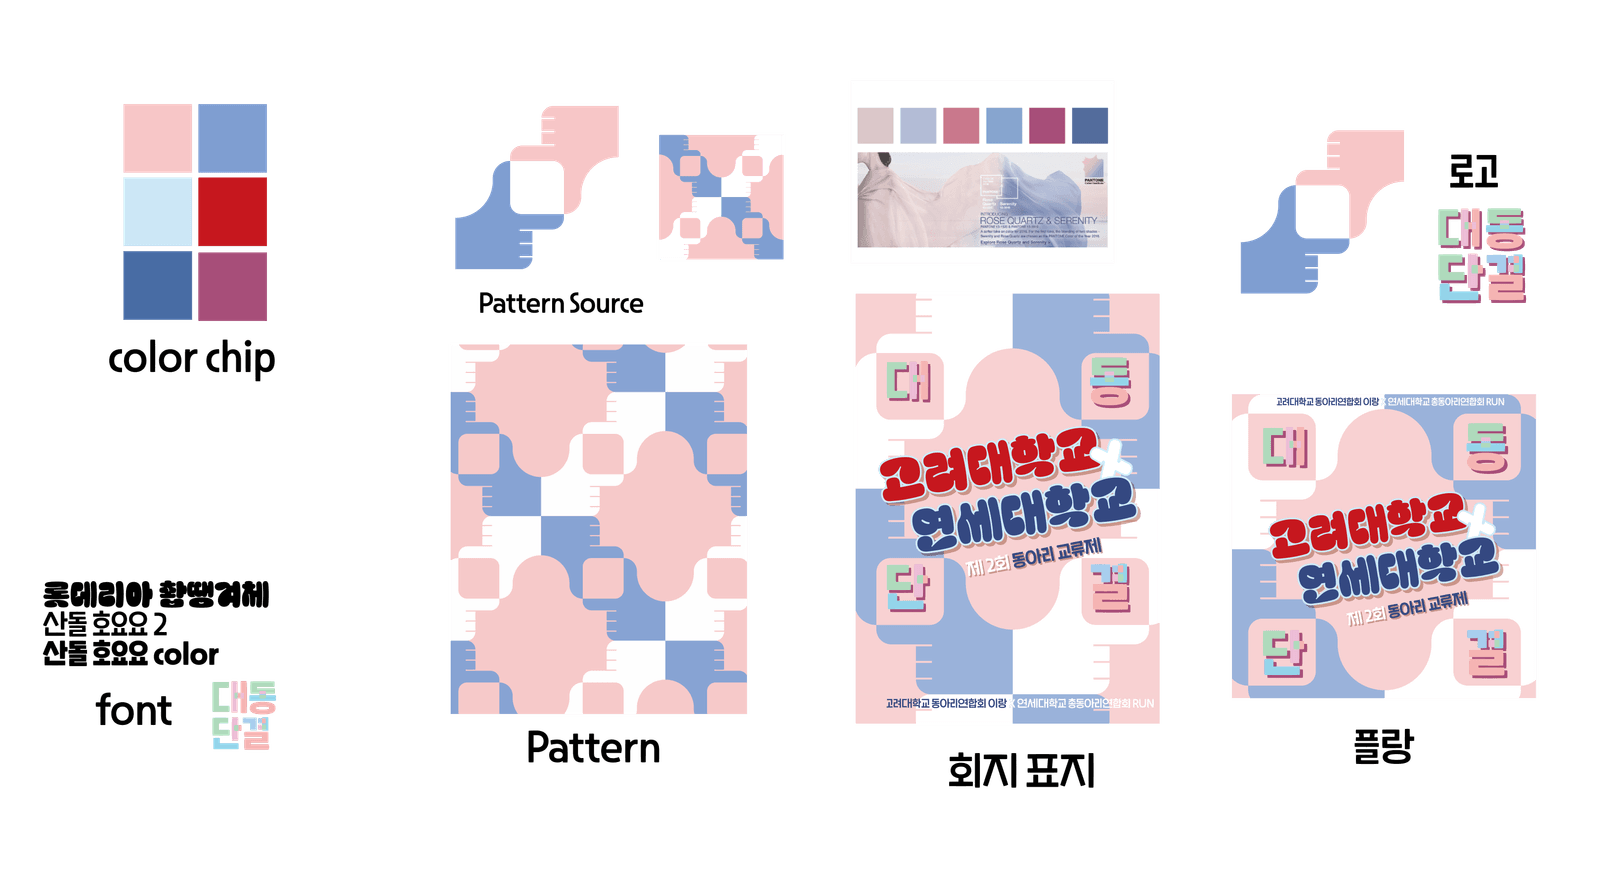 color chip
롯데리아 촵땡겨체
산돌 호요요 2
산돌 호요요 color
font
대동
단결
Pattern Source
Pattern
PANTONE
INTRODUCING
ROSE QUARTZ & SERENITY
Explore Rose Quartz and Serenity
대 동
고려대학교 X
연세대학교
제 2회 동아리 교류제
단 결
고려대학교 동아리연합회 이랑 X 연세대학교 총동아리연합회 RUN
회지 표지
로고
대동
단결
고려대학교 동아리연합회 이랑 X 연세대학교 총동아리연합회 RUN
대 동
고려대학교 X
연세대학교
제 2회 동아리 교류제
단 결
플랑